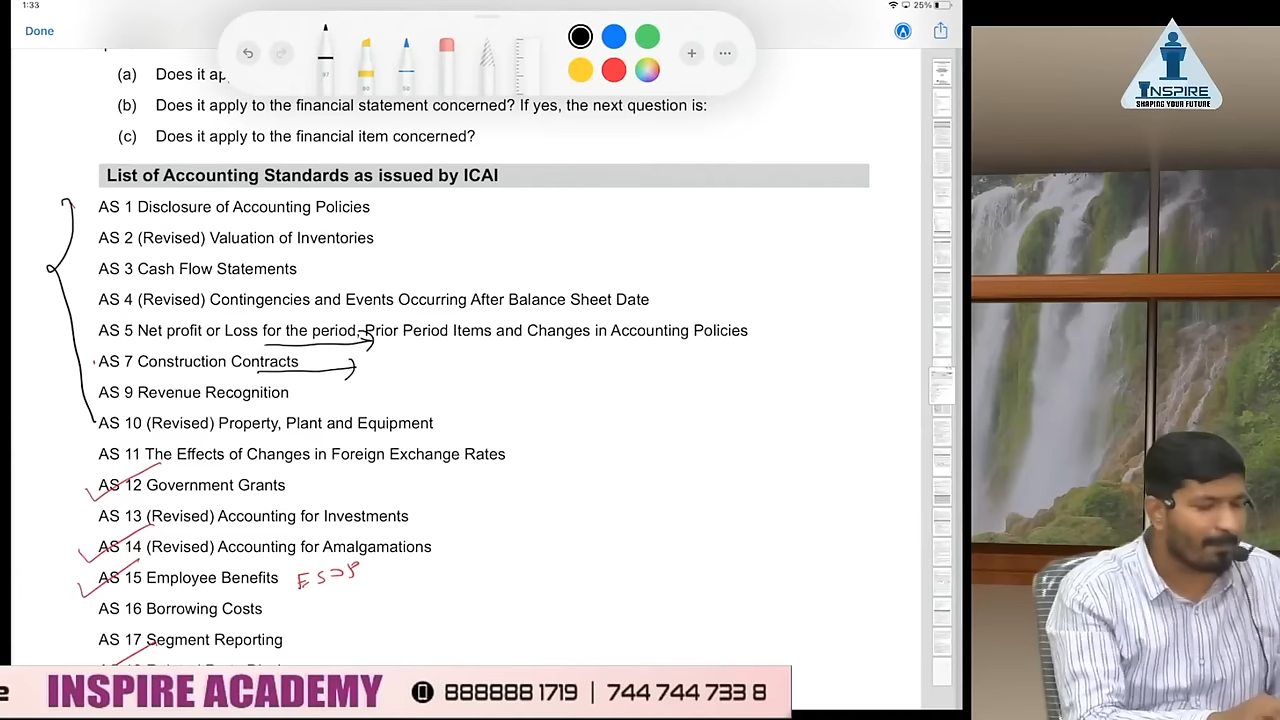 1:33
25%
Done
(a) Does it ap
(b) Does it apply to the financial statement concerned? If yes, the next question is:
(c) Does it apply to the financial item concerned?
List of Accounting Standards as issued by ICAI
AS 1 Disclosure of Accounting Policies
AS 2 (Revised) Valuation of Inventories
AS 3 Cash Flow Statements
AS 4 (Revised) Contingencies and Events Occurring After Balance Sheet Date
AS 5 Net profit or Loss for the period, Prior Period Items and Changes in Accounting Policies
AS 7 Construction Contracts
AS 9 Revenue Recognition
AS 10 (Revised) Property, Plant and Equipment
AS 11 The Effects of Changes in Foreign Exchange Rates
AS 12 Government Grants
AS 13 (Revised) Accounting for Investments
AS 14 (Revised) Accounting for Amalgamations
AS 15 Employee Benefits ESOP
AS 16 Borrowing Costs
AS 17 Segment Reporting
INSPIRE
SHAPING YOUR FUTURE
INSPIRE ACADEMY 888888 1719 | 744 744 733 8